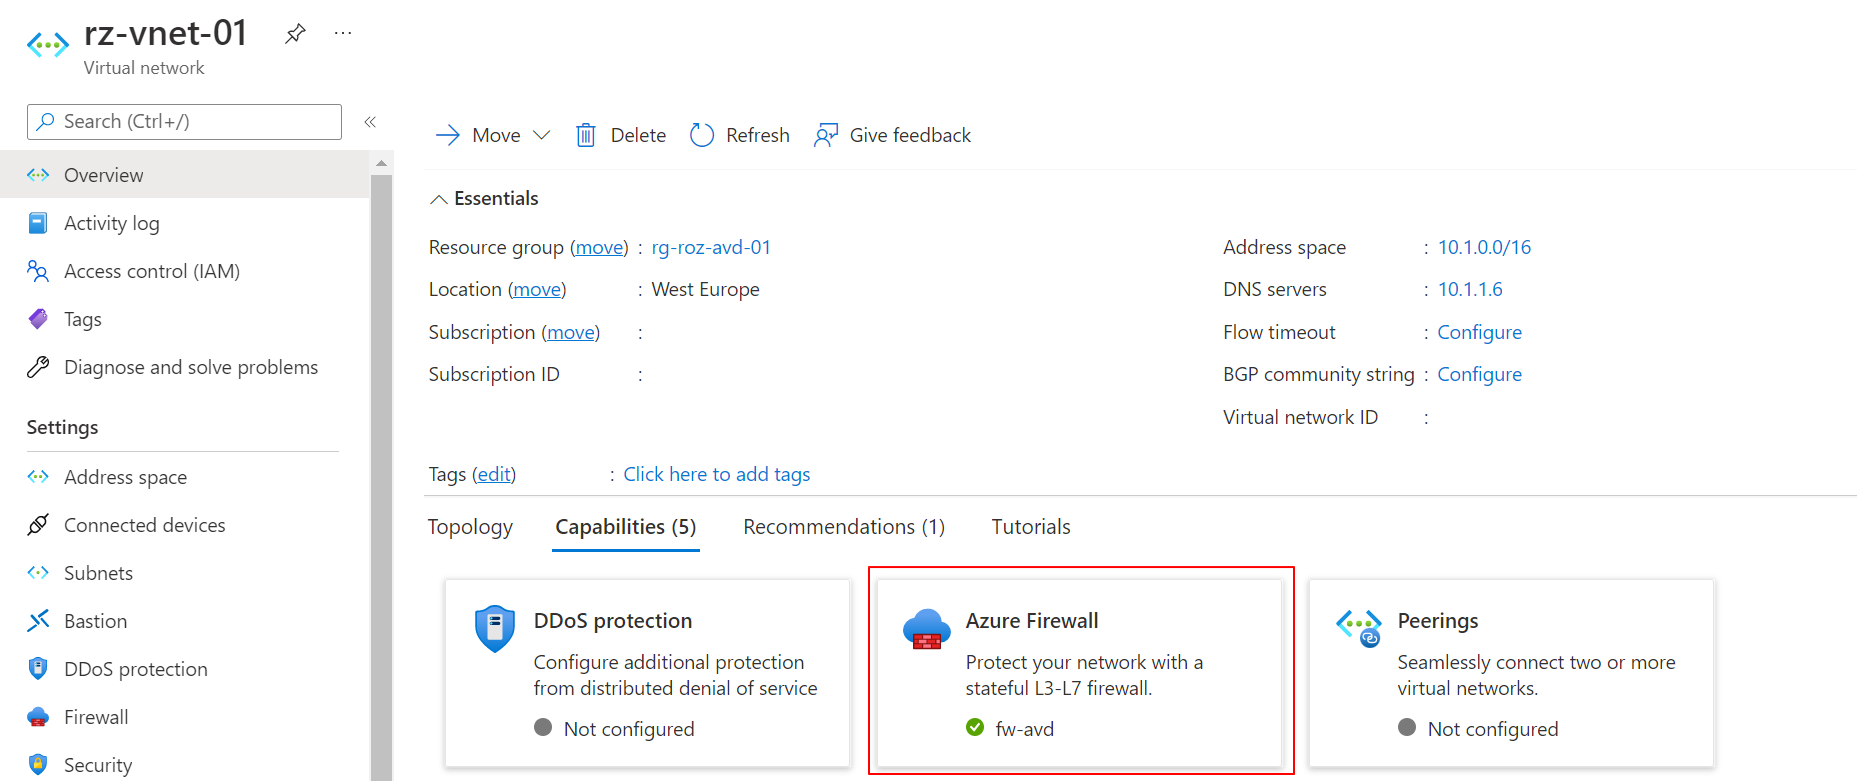 rz-vnet-01
Virtual network
Search (Ctrl+/)
Overview
Activity log
Access control (IAM)
Tags
Diagnose and solve problems
Settings
Address space
Connected devices
Subnets
Bastion
DDoS protection
Firewall
Security
Move
Delete
Refresh
Give feedback
Essentials
Resource group (move) : rg-roz-avd-01
Location (move) : West Europe
Subscription (move) :
Subscription ID :
Address space : 10.1.0.0/16
DNS servers : 10.1.1.6
Flow timeout : Configure
BGP community string : Configure
Virtual network ID :
Tags (edit) : Click here to add tags
Topology
Capabilities (5)
Recommendations (1)
Tutorials
DDoS protection
Configure additional protection
from distributed denial of service
Not configured
Azure Firewall
Protect your network with a
stateful L3-L7 firewall.
fw-avd
Peerings
Seamlessly connect two or more
virtual networks.
Not configured